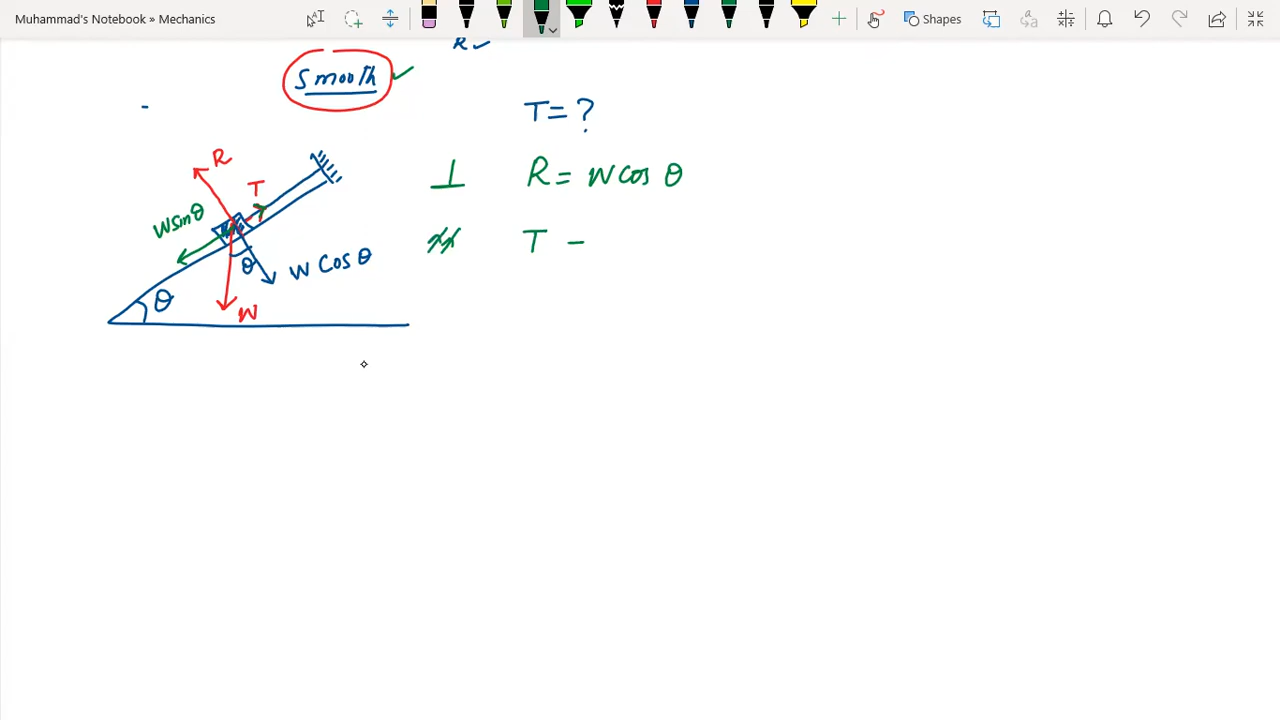 Muhammad's Notebook » Mechanics
Shapes
R ✓
Smooth ✓
T = ?
R
T
⊥ R = W cos θ
W sin θ
// T -
θ
W Cos θ
θ
W